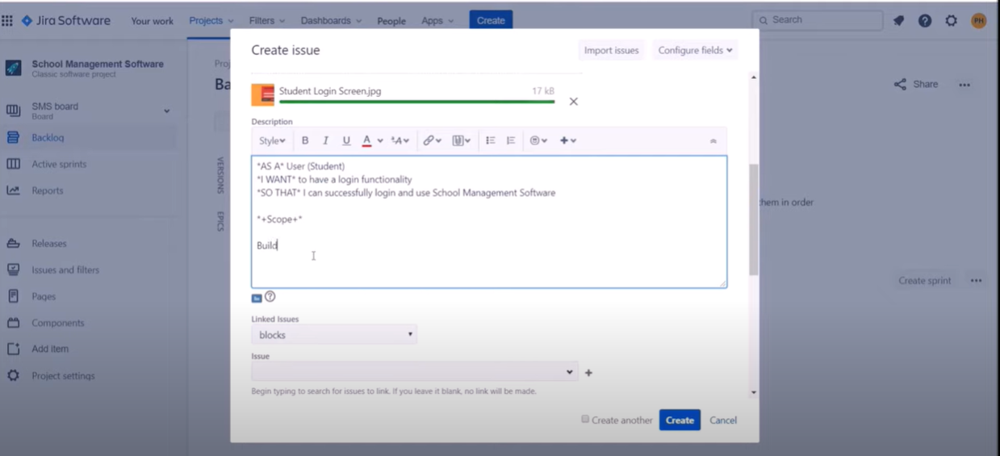 Jira Software
Your work
Projects
Filters
Dashboards
People
Apps
Create
Search
PH
School Management Software
Classic software project
SMS board
Board
Backlog
Active sprints
Reports
Releases
Issues and filters
Pages
Components
Add item
Project settings
Proj
Ba
VERSIONS
EPICS
Share
them in order
Create sprint
Create issue
Import issues
Configure fields
Student Login Screen.jpg
17 kB
Description
Style
B
I
U
A
ᴬA
*AS A* User (Student)
*I WANT* to have a login functionality
*SO THAT* I can successfully login and use School Management Software
*+Scope+*
Build
Linked Issues
blocks
Issue
Begin typing to search for issues to link. If you leave it blank, no link will be made.
Create another
Create
Cancel